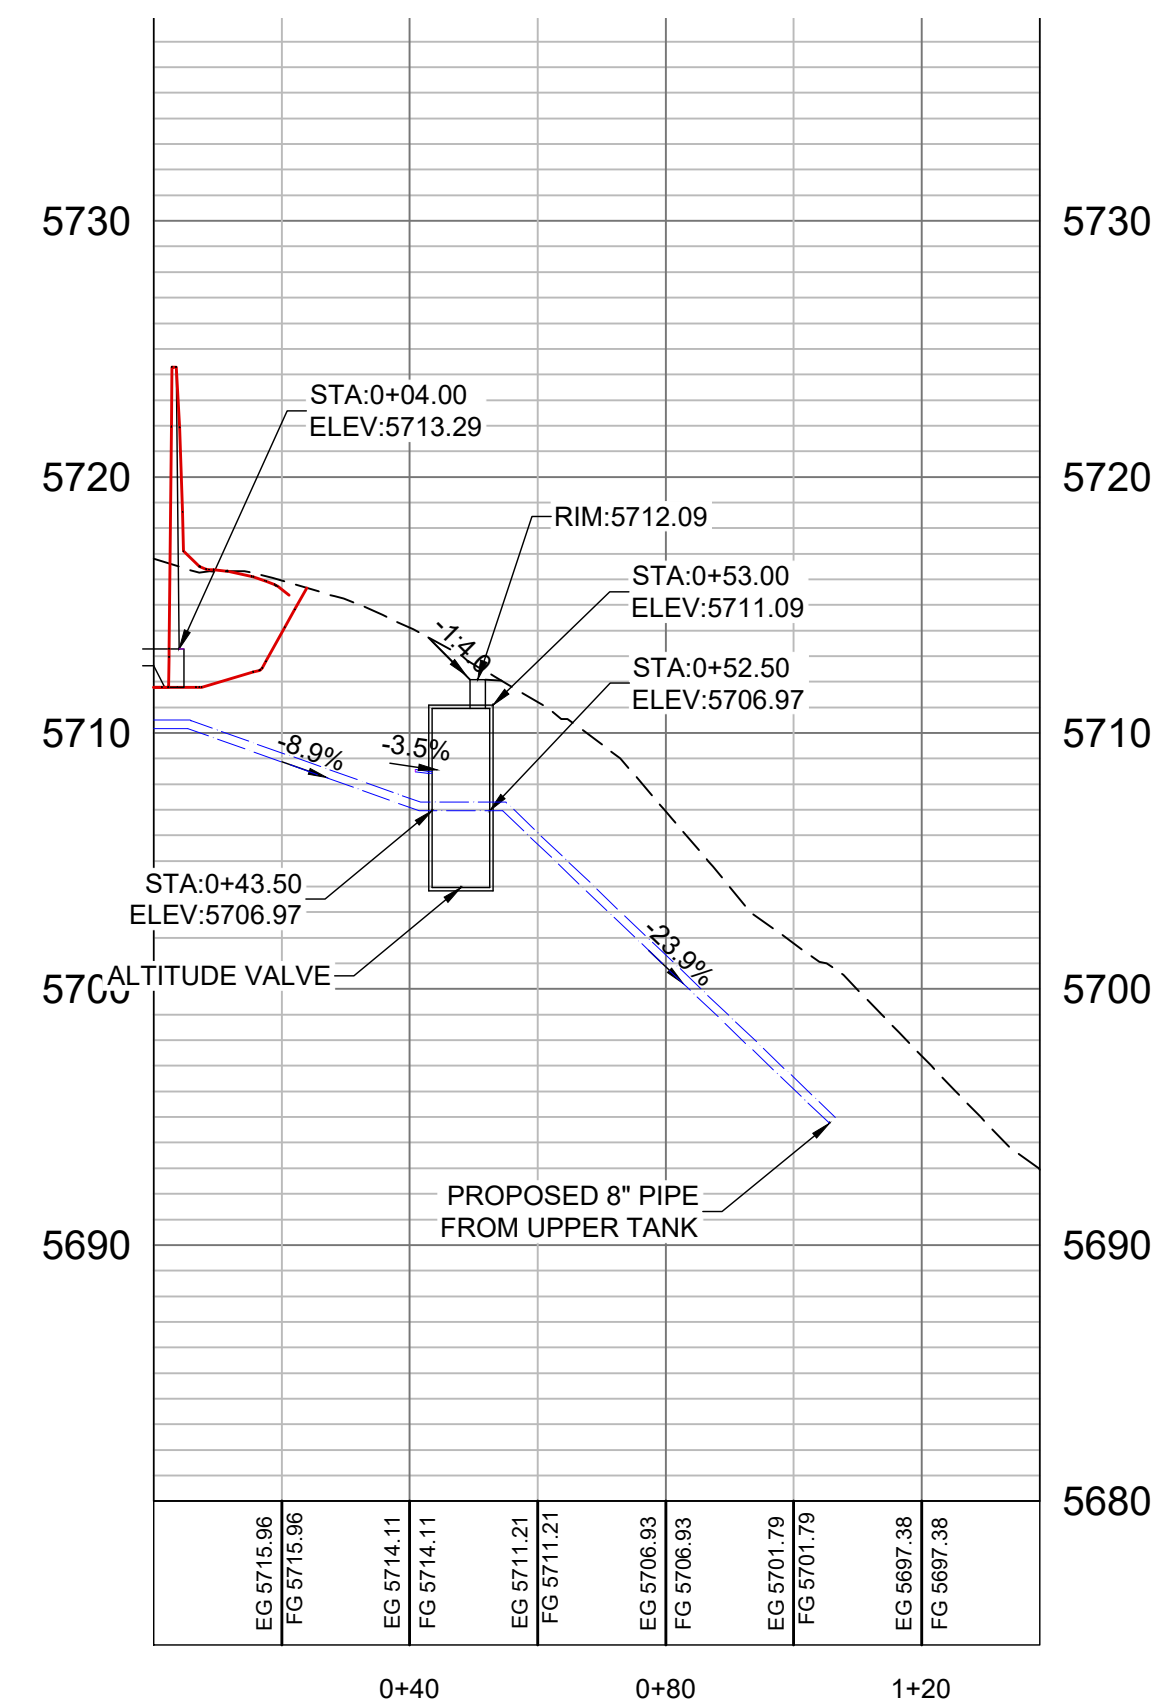 5730
5730
STA:0+04.00
ELEV:5713.29
5720
5720
RIM:5712.09
STA:0+53.00
ELEV:5711.09
-1:4.0
STA:0+52.50
ELEV:5706.97
5710
-8.9%
-3.5%
5710
STA:0+43.50
ELEV:5706.97
-23.9%
5700
ALTITUDE VALVE
5700
PROPOSED 8" PIPE
FROM UPPER TANK
5690
5690
5680
EG 5715.96
FG 5715.96
EG 5714.11
FG 5714.11
EG 5711.21
FG 5711.21
EG 5706.93
FG 5706.93
EG 5701.79
FG 5701.79
EG 5697.38
FG 5697.38
0+40
0+80
1+20